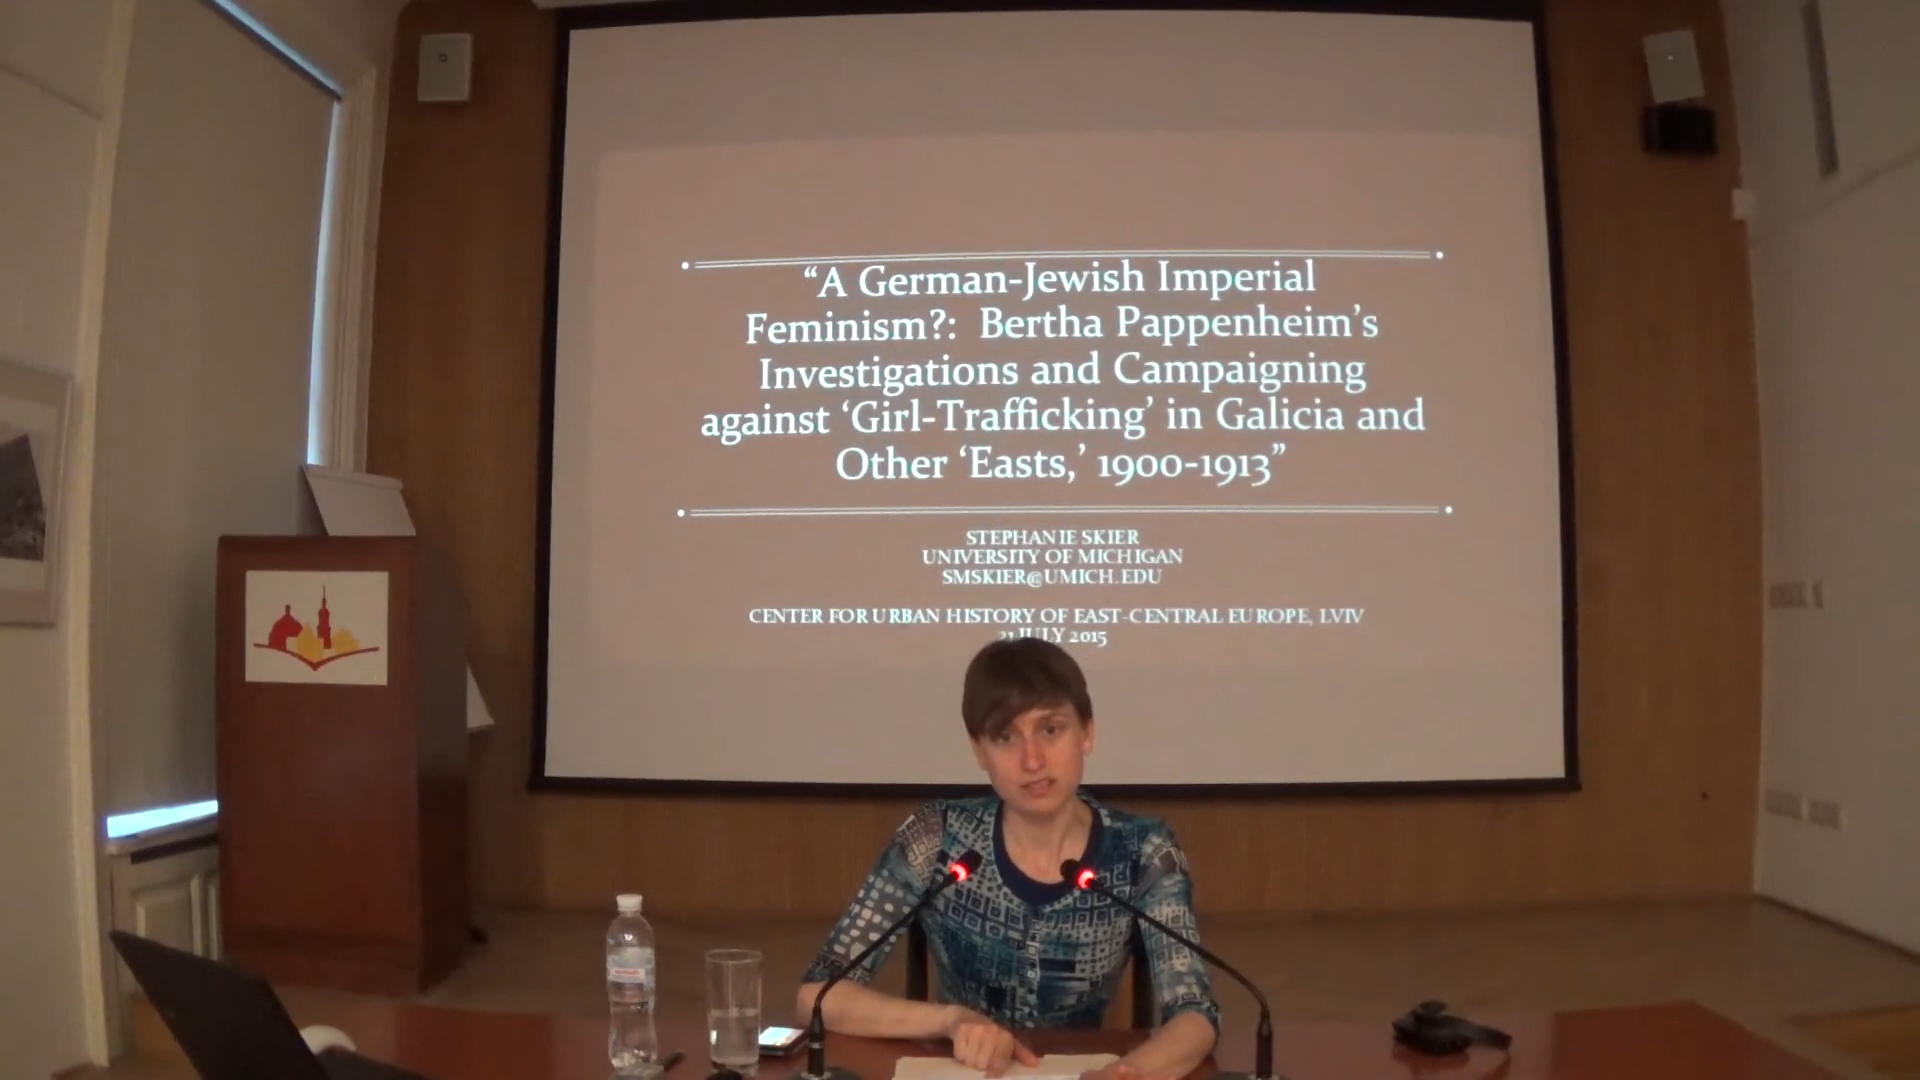 “A German-Jewish Imperial
Feminism?: Bertha Pappenheim’s
Investigations and Campaigning
against ‘Girl-Trafficking’ in Galicia and
Other ‘Easts,’ 1900-1913”
STEPHANIE SKIER
UNIVERSITY OF MICHIGAN
SMSKIER@UMICH.EDU
CENTER FOR URBAN HISTORY OF EAST-CENTRAL EUROPE, LVIV
21 JULY 2015